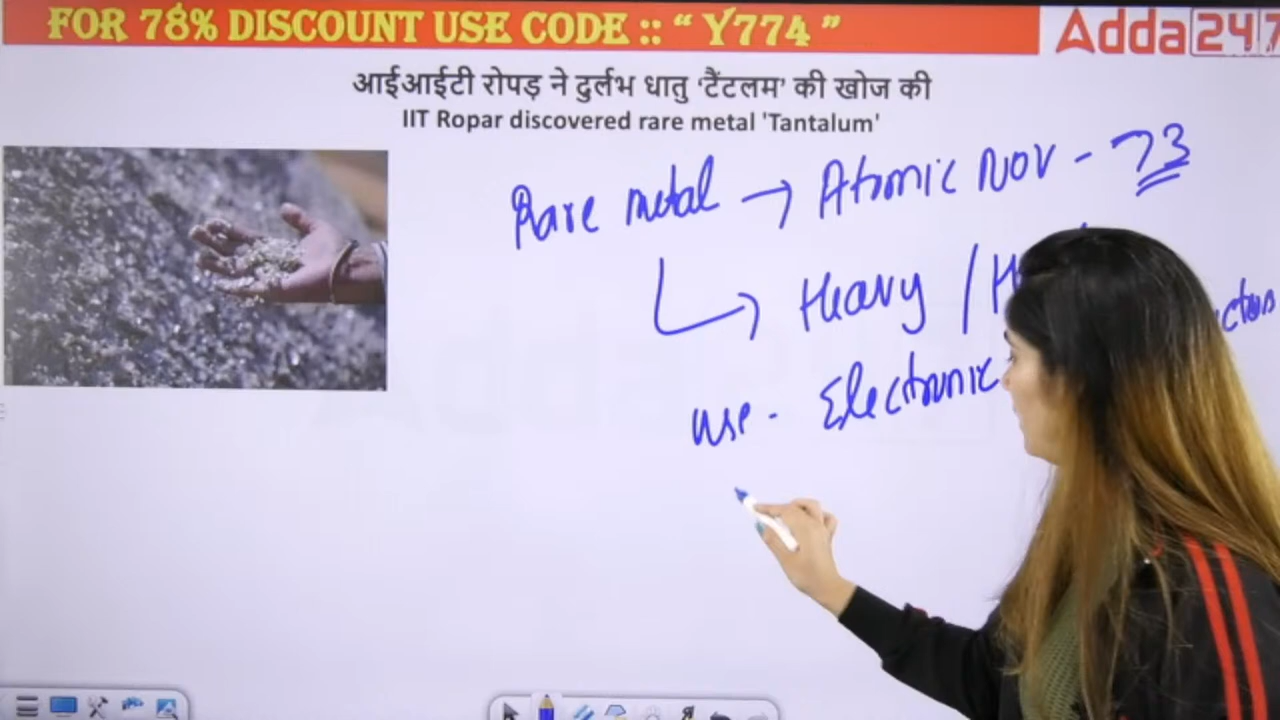 FOR 78% DISCOUNT USE CODE :: “ Y774 ”
Adda247
आईआईटी रोपड़ ने दुर्लभ धातु ‘टैंटलम’ की खोज की
IIT Ropar discovered rare metal 'Tantalum'
Rare metal → Atomic Nov - 73
↳ Heavy /
use - Electronic